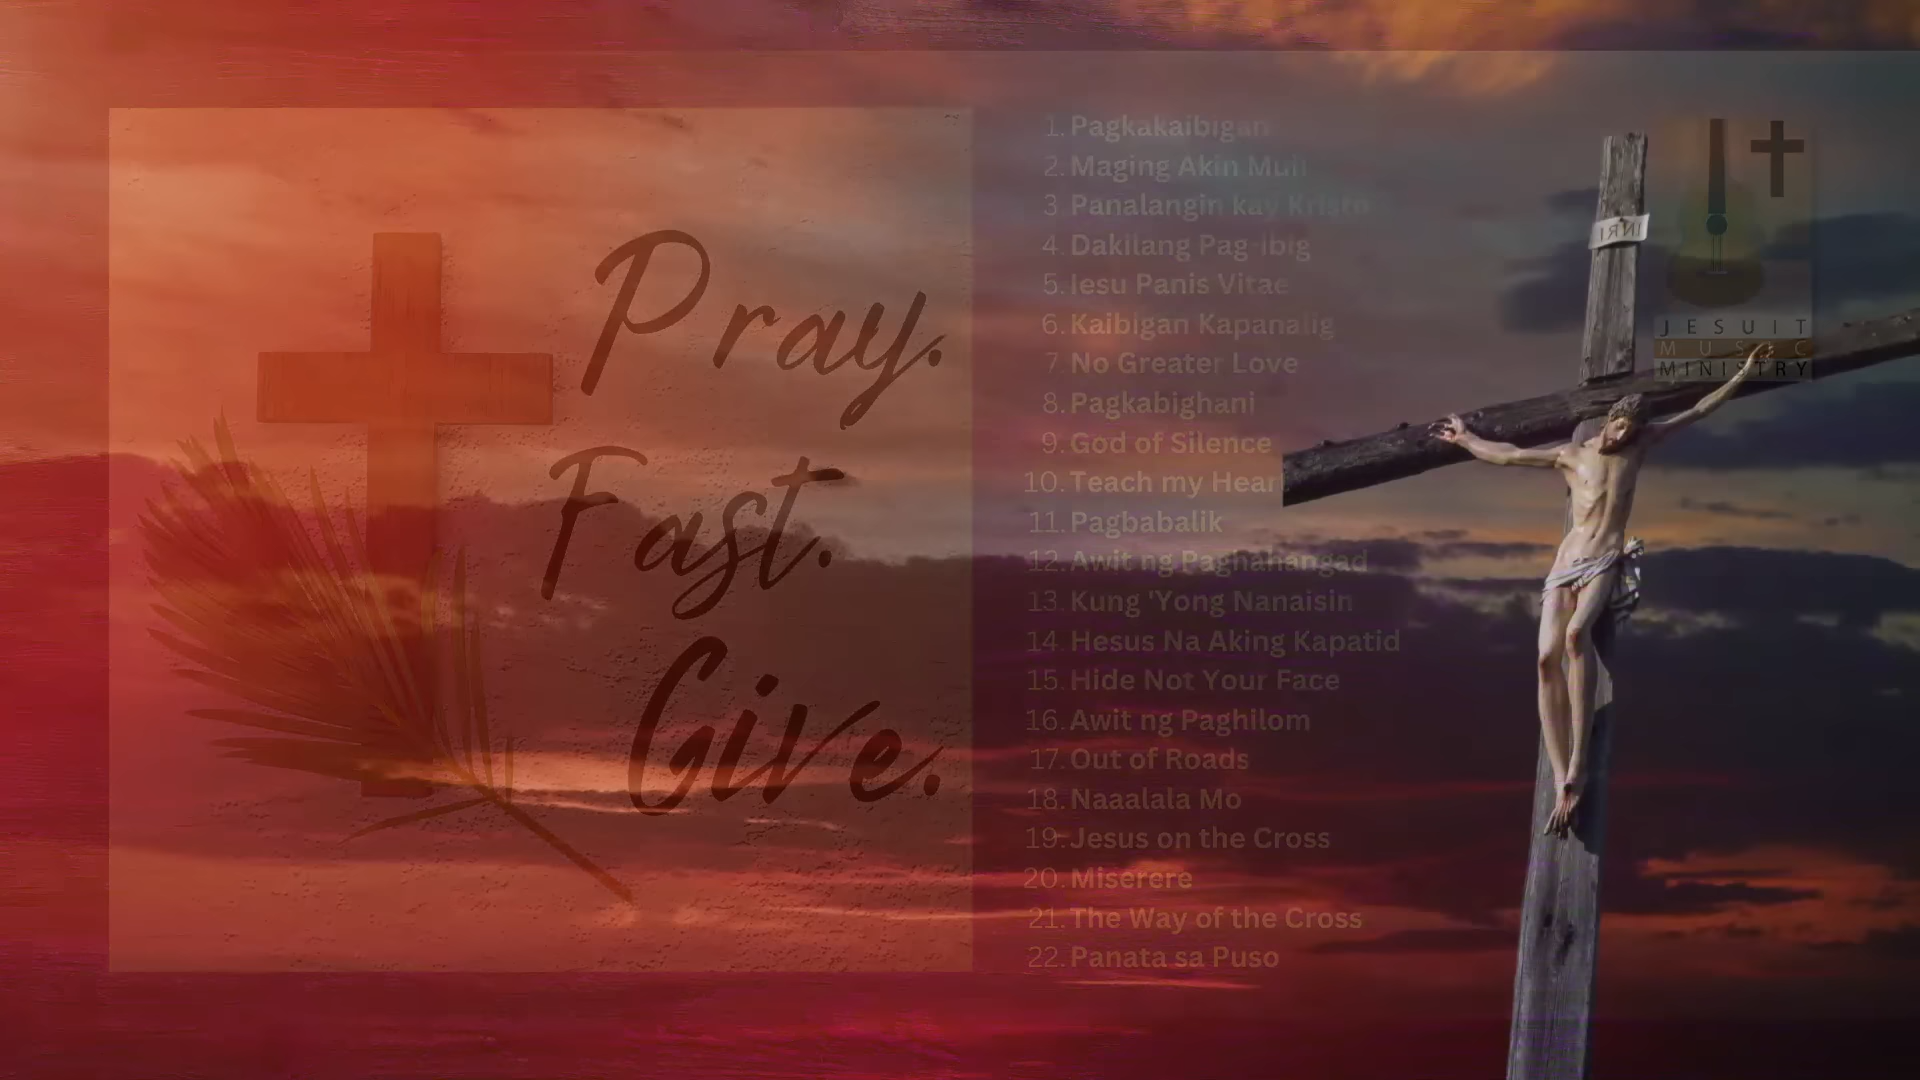 Pray.
Fast.
Give.
1. Pagkakaibigan
2. Maging Akin Muli
3. Panalangin kay Kristo
4. Dakilang Pag-ibig
5. Iesu Panis Vitae
6. Kaibigan Kapanalig
7. No Greater Love
8. Pagkabighani
9. God of Silence
10. Teach my Hear
11. Pagbabalik
12. Awit ng Paghahangad
13. Kung 'Yong Nanaisin
14. Hesus Na Aking Kapatid
15. Hide Not Your Face
16. Awit ng Paghilom
17. Out of Roads
18. Naaalala Mo
19. Jesus on the Cross
20. Miserere
21. The Way of the Cross
22. Panata sa Puso
INRI
JESUIT
MUSIC
MINISTRY